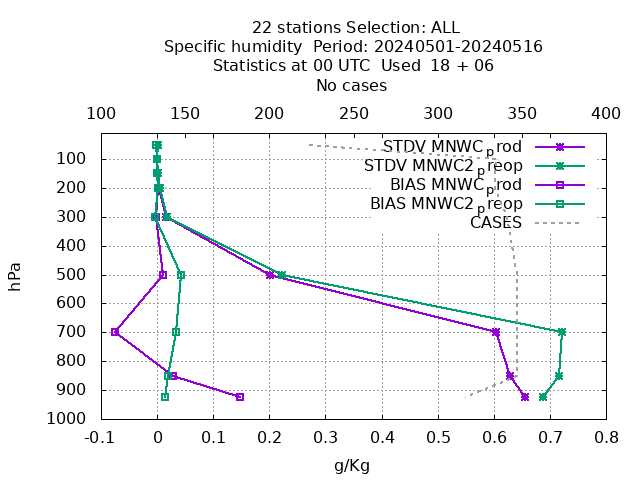 22 stations Selection: ALL
Specific humidity Period: 20240501-20240516
Statistics at 00 UTC Used 18 + 06
No cases
100 150 200 250 300 350 400
STDV MNWC_prod
STDV MNWC2_preop
BIAS MNWC_prod
BIAS MNWC2_preop
CASES
100
200
300
400
500
600
700
800
900
1000
hPa
-0.1 0 0.1 0.2 0.3 0.4 0.5 0.6 0.7 0.8
g/Kg